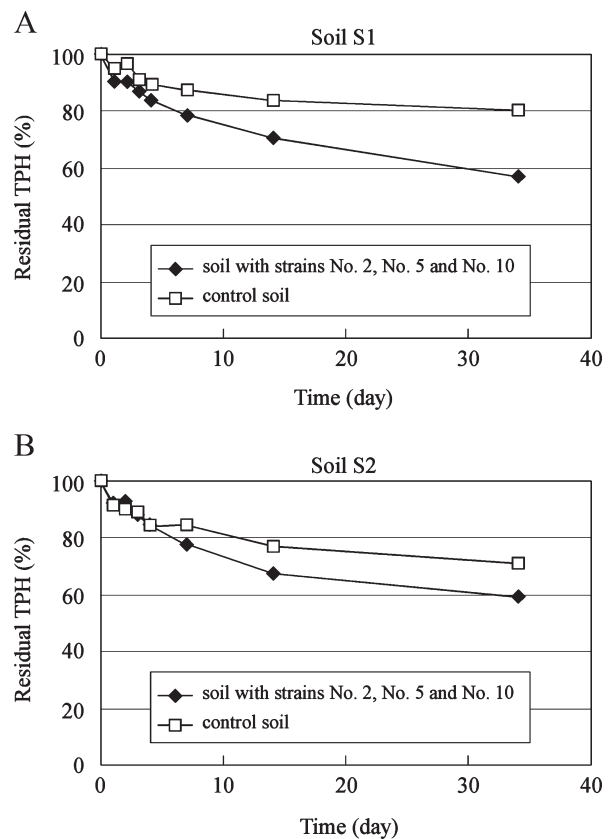 A
Soil S1
Residual TPH (%)
100
80
60
40
20
0
soil with strains No. 2, No. 5 and No. 10
control soil
0 10 20 30 40
Time (day)
B
Soil S2
Residual TPH (%)
100
80
60
40
20
0
soil with strains No. 2, No. 5 and No. 10
control soil
0 10 20 30 40
Time (day)